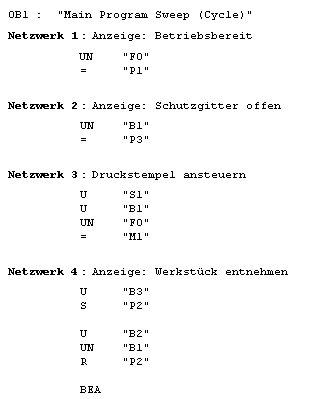 OB1 : "Main Program Sweep (Cycle)"
Netzwerk 1 : Anzeige: Betriebsbereit
UN "F0"
= "P1"
Netzwerk 2 : Anzeige: Schutzgitter offen
UN "B1"
= "P3"
Netzwerk 3 : Druckstempel ansteuern
U "S1"
U "B1"
UN "F0"
= "M1"
Netzwerk 4 : Anzeige: Werkstück entnehmen
U "B3"
S "P2"
U "B2"
UN "B1"
R "P2"
BEA